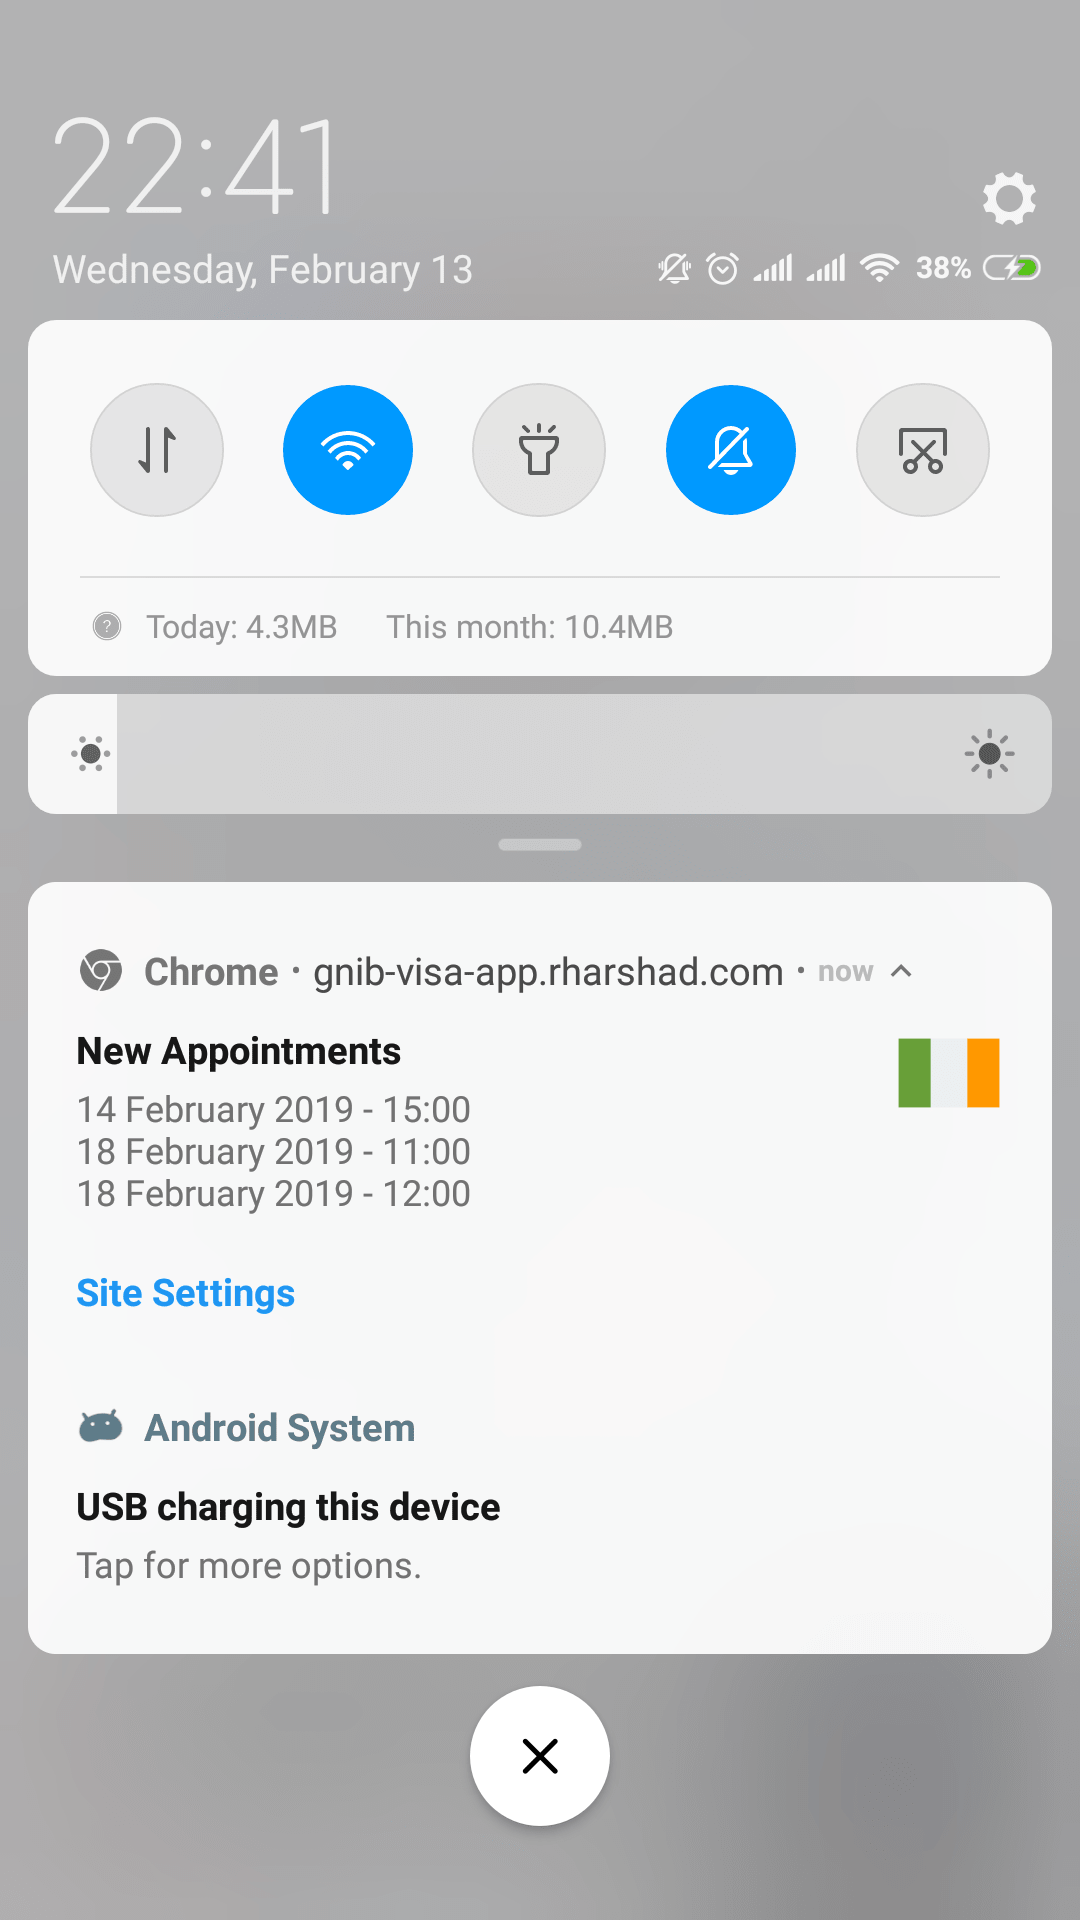 22:41
Wednesday, February 13
38%
Today: 4.3MB This month: 10.4MB
Chrome · gnib-visa-app.rharshad.com · now
New Appointments
14 February 2019 - 15:00
18 February 2019 - 11:00
18 February 2019 - 12:00
Site Settings
Android System
USB charging this device
Tap for more options.